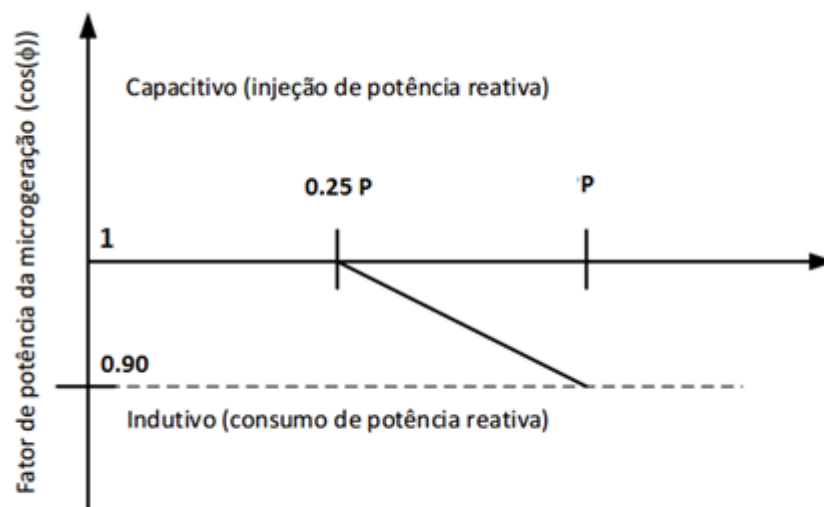 Fator de potência da microgeração (cos(ϕ))
Capacitivo (injeção de potência reativa)
0.25 P
'P
1
0.90
Indutivo (consumo de potência reativa)